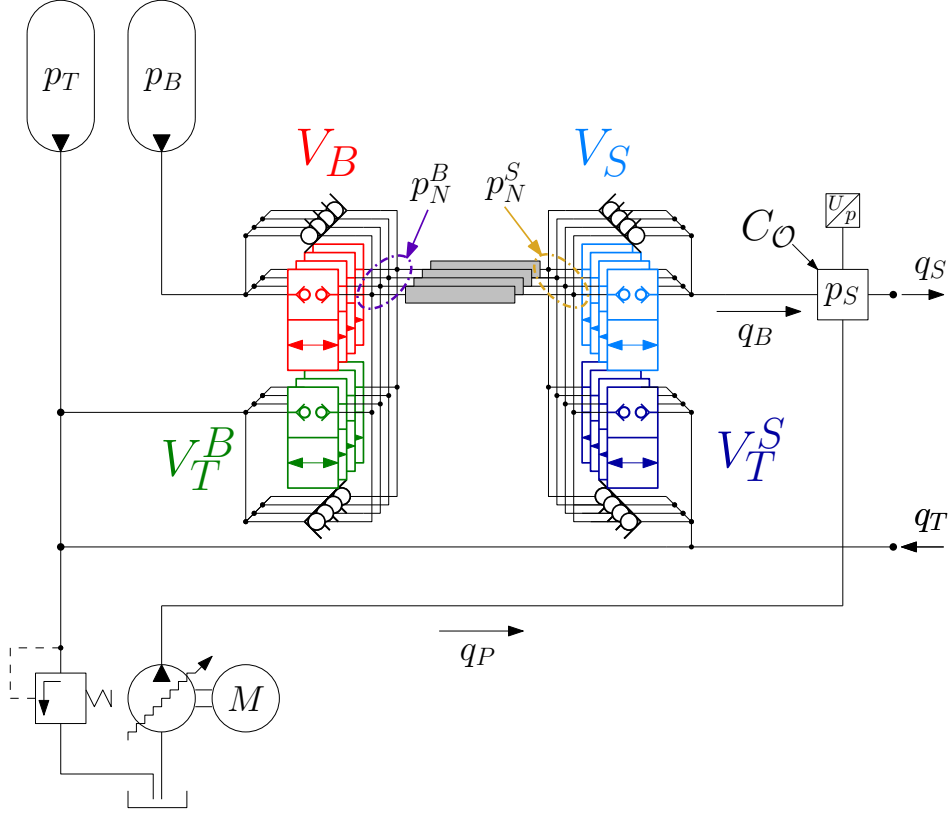 p_T
p_B
V_B
V_S
p_N^B
p_N^S
U/p
C_𝒪
q_S
p_S
q_B
V_T^B
V_T^S
q_T
q_P
M